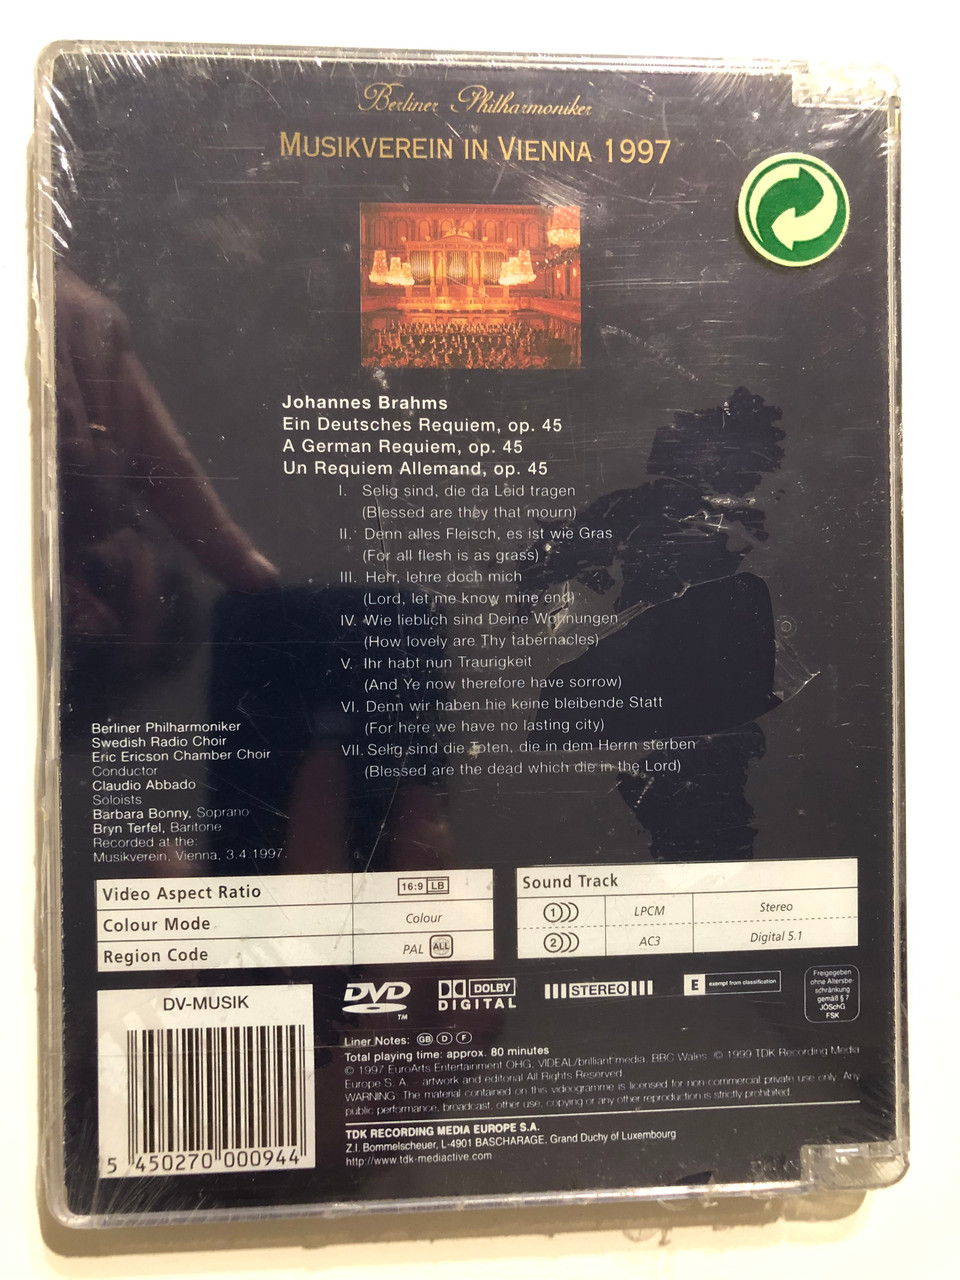 Berliner Philharmoniker
MUSIKVEREIN IN VIENNA 1997
Johannes Brahms
Ein Deutsches Requiem, op. 45
A German Requiem, op. 45
Un Requiem Allemand, op. 45
I. Selig sind, die da Leid tragen
(Blessed are they that mourn)
II. Denn alles Fleisch, es ist wie Gras
(For all flesh is as grass)
III. Herr, lehre doch mich
(Lord, let me know mine end)
IV. Wie lieblich sind Deine Wohnungen
(How lovely are Thy tabernacles)
V. Ihr habt nun Traurigkeit
(And Ye now therefore have sorrow)
VI. Denn wir haben hie keine bleibende Statt
(For here we have no lasting city)
VII. Selig sind die Toten, die in dem Herrn sterben
(Blessed are the dead which die in the Lord)
Berliner Philharmoniker
Swedish Radio Choir
Eric Ericson Chamber Choir
Conductor
Claudio Abbado
Soloists
Barbara Bonny, Soprano
Bryn Terfel, Baritone
Recorded at the:
Musikverein, Vienna, 3.4.1997.
Video Aspect Ratio 16:9 LB
Colour Mode Colour
Region Code PAL ALL
Sound Track
1 LPCM Stereo
2 AC3 Digital 5.1
DV-MUSIK
5 450270 000944
DVD TM
DOLBY
DIGITAL
STEREO
E exempt from classification
Freigegeben
ohne Altersbe-
schränkung
gemäß § 7
JÖSchG
FSK
Liner Notes: GB D F
Total playing time: approx. 80 minutes
© 1997 EuroArts Entertainment OHG, VIDEAL/brilliant media, BBC Wales © 1999 TDK Recording Media
Europe S. A. - artwork and editorial All Rights Reserved
WARNING: The material contained on this videogramme is licensed for non-commercial private use only. Any
public performance, broadcast, other use, copying or any other reproduction is strictly prohibited.
TDK RECORDING MEDIA EUROPE S.A.
Z.I. Bommelscheuer, L-4901 BASCHARAGE, Grand Duchy of Luxembourg
http://www.tdk-mediactive.com